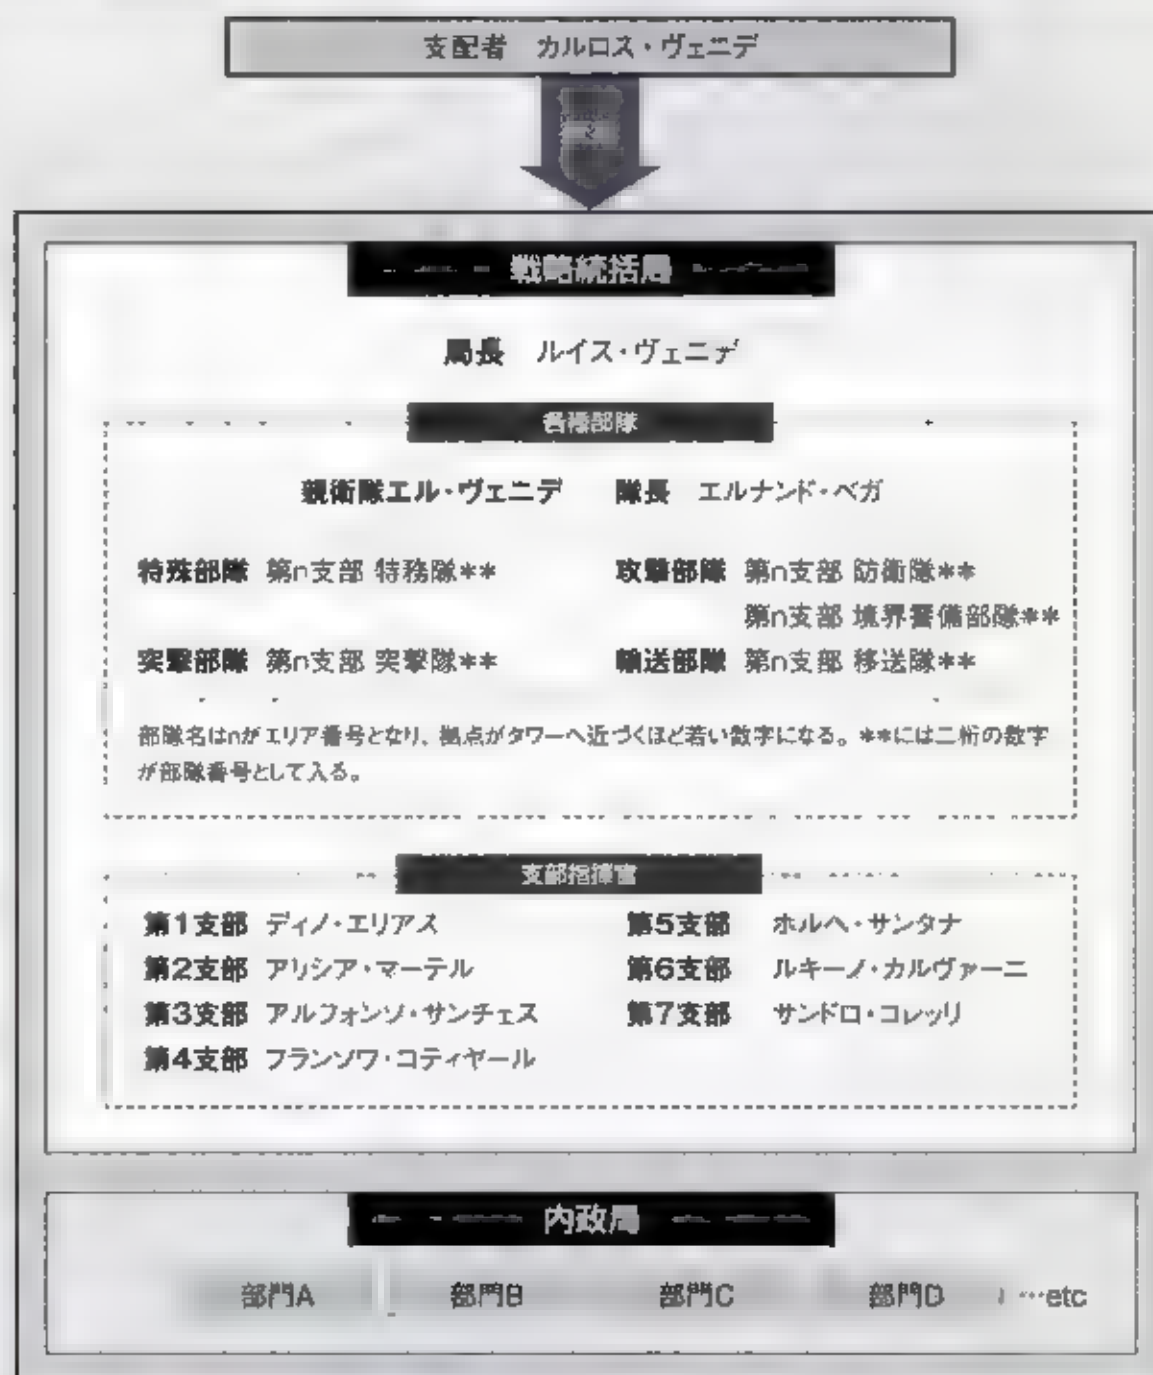 支配者 カルロス・ヴェニデ
戦略統括局
局長 ルイス・ヴェニデ
各種部隊
親衛隊エル・ヴェニデ 隊長 エルナンド・ベガ
特殊部隊 第n支部 特務隊** 攻撃部隊 第n支部 防衛隊**
第n支部 境界警備部隊**
突撃部隊 第n支部 突撃隊** 輸送部隊 第n支部 移送隊**
部隊名はnがエリア番号となり、拠点がタワーへ近づくほど若い数字になる。**には二桁の数字
が部隊番号として入る。
支部指揮官
第1支部 ディノ・エリアス 第5支部 ホルヘ・サンタナ
第2支部 アリシア・マーテル 第6支部 ルキーノ・カルヴァーニ
第3支部 アルフォンソ・サンチェス 第7支部 サンドロ・コレッリ
第4支部 フランソワ・コティヤール
内政局
部門A 部門B 部門C 部門D …etc